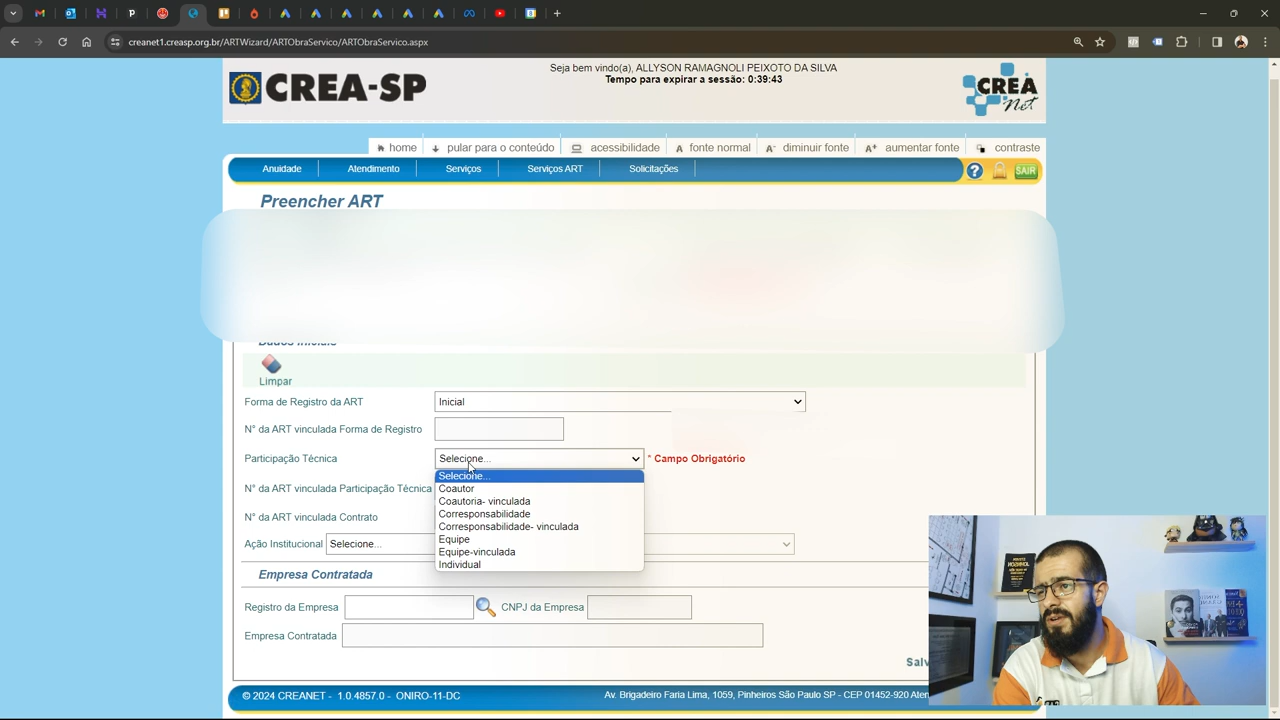 creanet1.creasp.org.br/ARTWizard/ARTObraServico/ARTObraServico.aspx
CREA-SP
Seja bem vindo(a), ALLYSON RAMAGNOLI PEIXOTO DA SILVA
Tempo para expirar a sessão: 0:39:43
CREA
Net
home
pular para o conteúdo
acessibilidade
A fonte normal
A- diminuir fonte
A+ aumentar fonte
contraste
Anuidade
Atendimento
Serviços
Serviços ART
Solicitações
?
SAIR
Preencher ART
Dados Iniciais
Limpar
Forma de Registro da ART
Inicial
N° da ART vinculada Forma de Registro
Participação Técnica
Selecione...
* Campo Obrigatório
Selecione...
Coautor
Coautoria- vinculada
Corresponsabilidade
Corresponsabilidade- vinculada
Equipe
Equipe-vinculada
Individual
N° da ART vinculada Participação Técnica
N° da ART vinculada Contrato
Ação Institucional
Selecione...
Empresa Contratada
Registro da Empresa
CNPJ da Empresa
Empresa Contratada
Salv
© 2024 CREANET - 1.0.4857.0 - ONIRO-11-DC
Av. Brigadeiro Faria Lima, 1059, Pinheiros São Paulo SP - CEP 01452-920 Aten